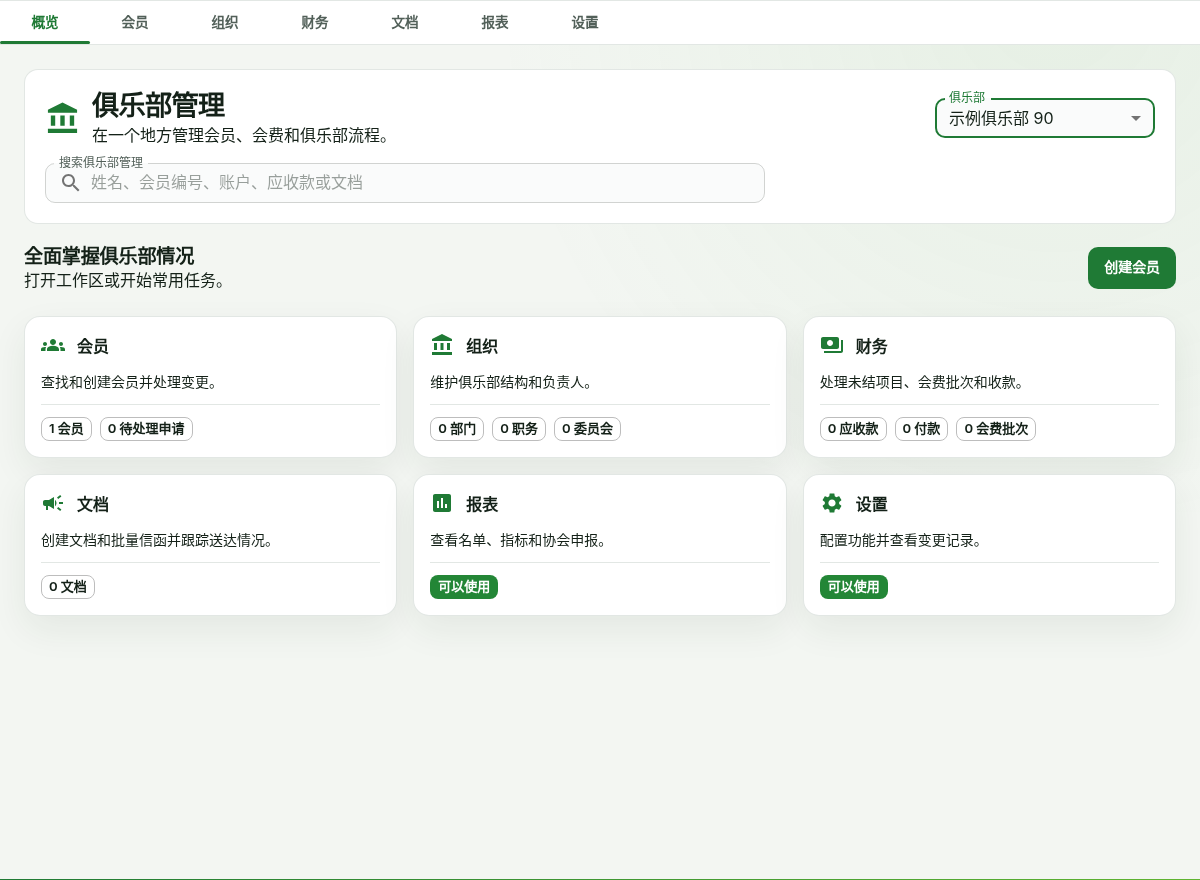 概览 会员 组织 财务 文档 报表 设置
俱乐部管理
在一个地方管理会员、会费和俱乐部流程。
俱乐部
示例俱乐部 90
搜索俱乐部管理
姓名、会员编号、账户、应收款或文档
全面掌握俱乐部情况
打开工作区或开始常用任务。
创建会员
会员
查找和创建会员并处理变更。
1 会员 0 待处理申请
组织
维护俱乐部结构和负责人。
0 部门 0 职务 0 委员会
财务
处理未结项目、会费批次和收款。
0 应收款 0 付款 0 会费批次
文档
创建文档和批量信函并跟踪送达情况。
0 文档
报表
查看名单、指标和协会申报。
可以使用
设置
配置功能并查看变更记录。
可以使用